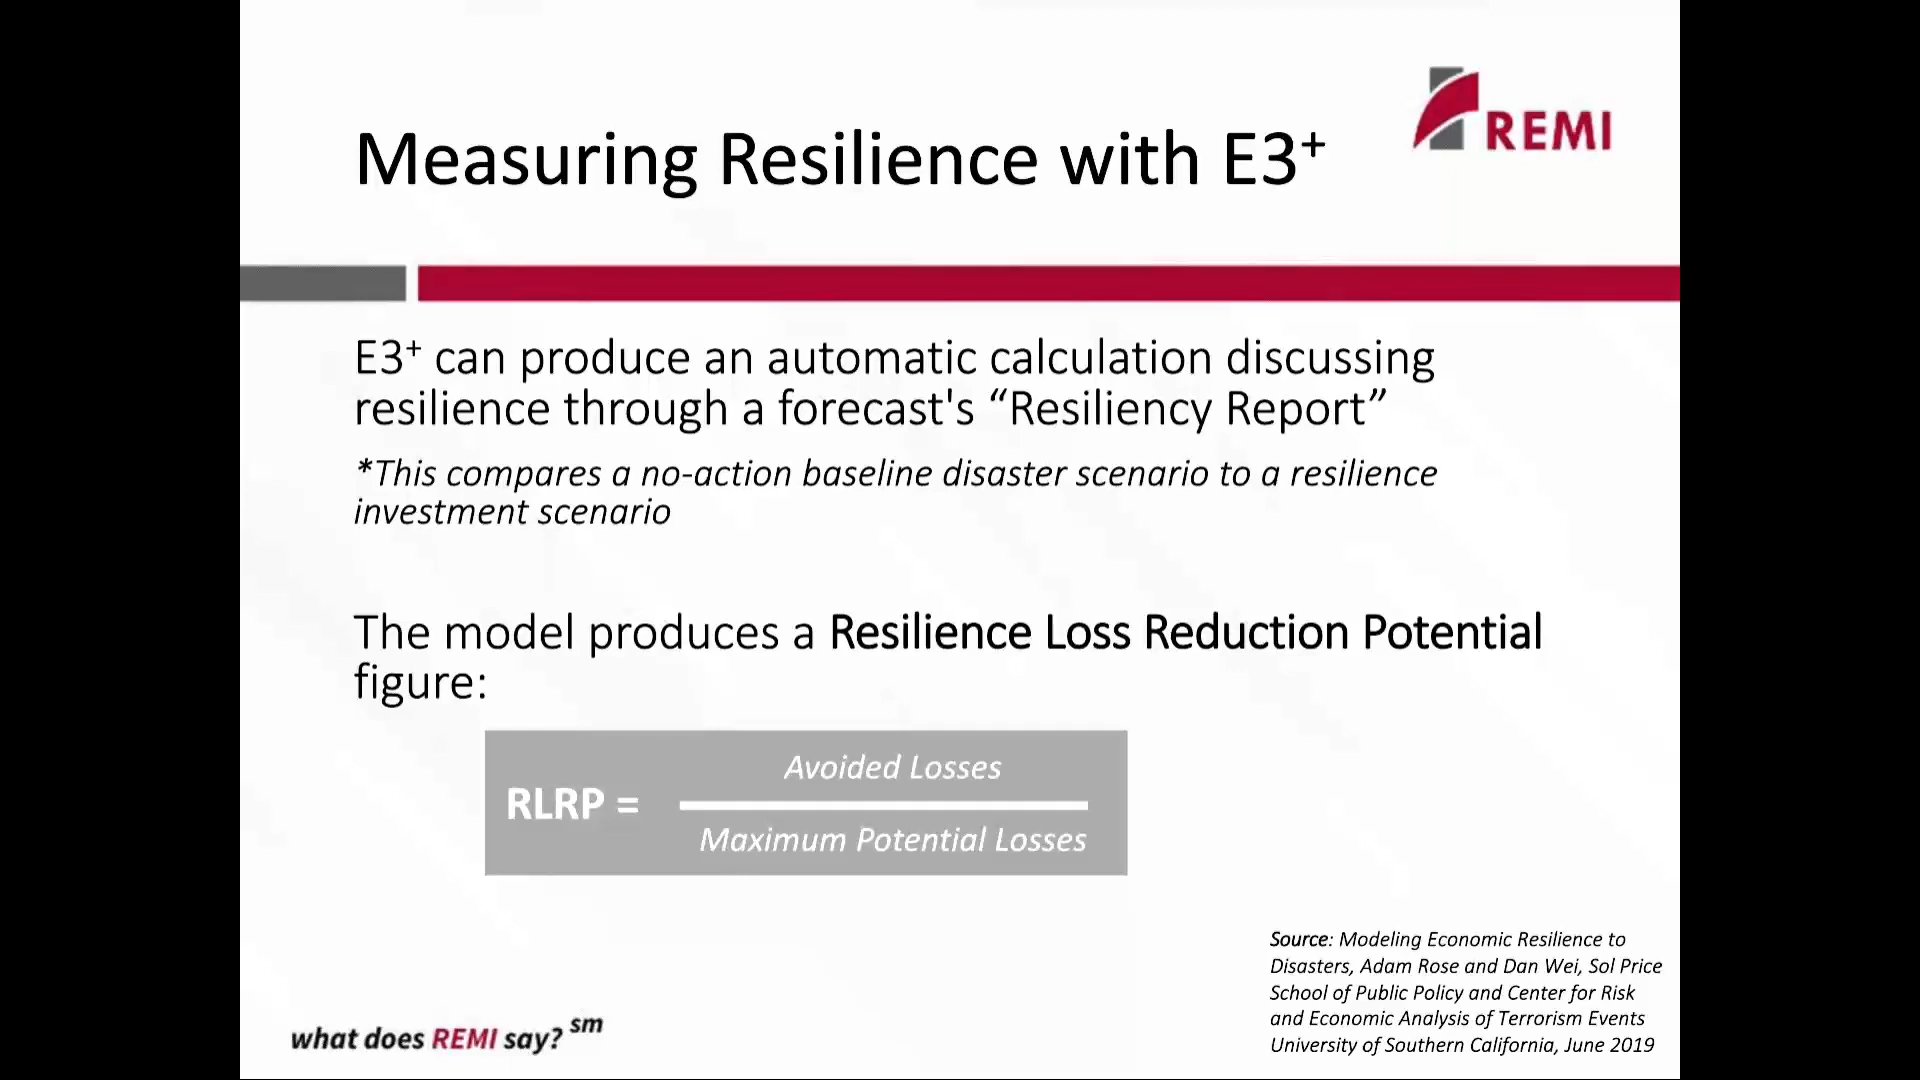 REMI
Measuring Resilience with E3⁺
E3⁺ can produce an automatic calculation discussing
resilience through a forecast's “Resiliency Report”
*This compares a no-action baseline disaster scenario to a resilience
investment scenario
The model produces a Resilience Loss Reduction Potential
figure:
Avoided Losses
RLRP =
Maximum Potential Losses
Source: Modeling Economic Resilience to
Disasters, Adam Rose and Dan Wei, Sol Price
School of Public Policy and Center for Risk
and Economic Analysis of Terrorism Events
University of Southern California, June 2019
what does REMI say? sm